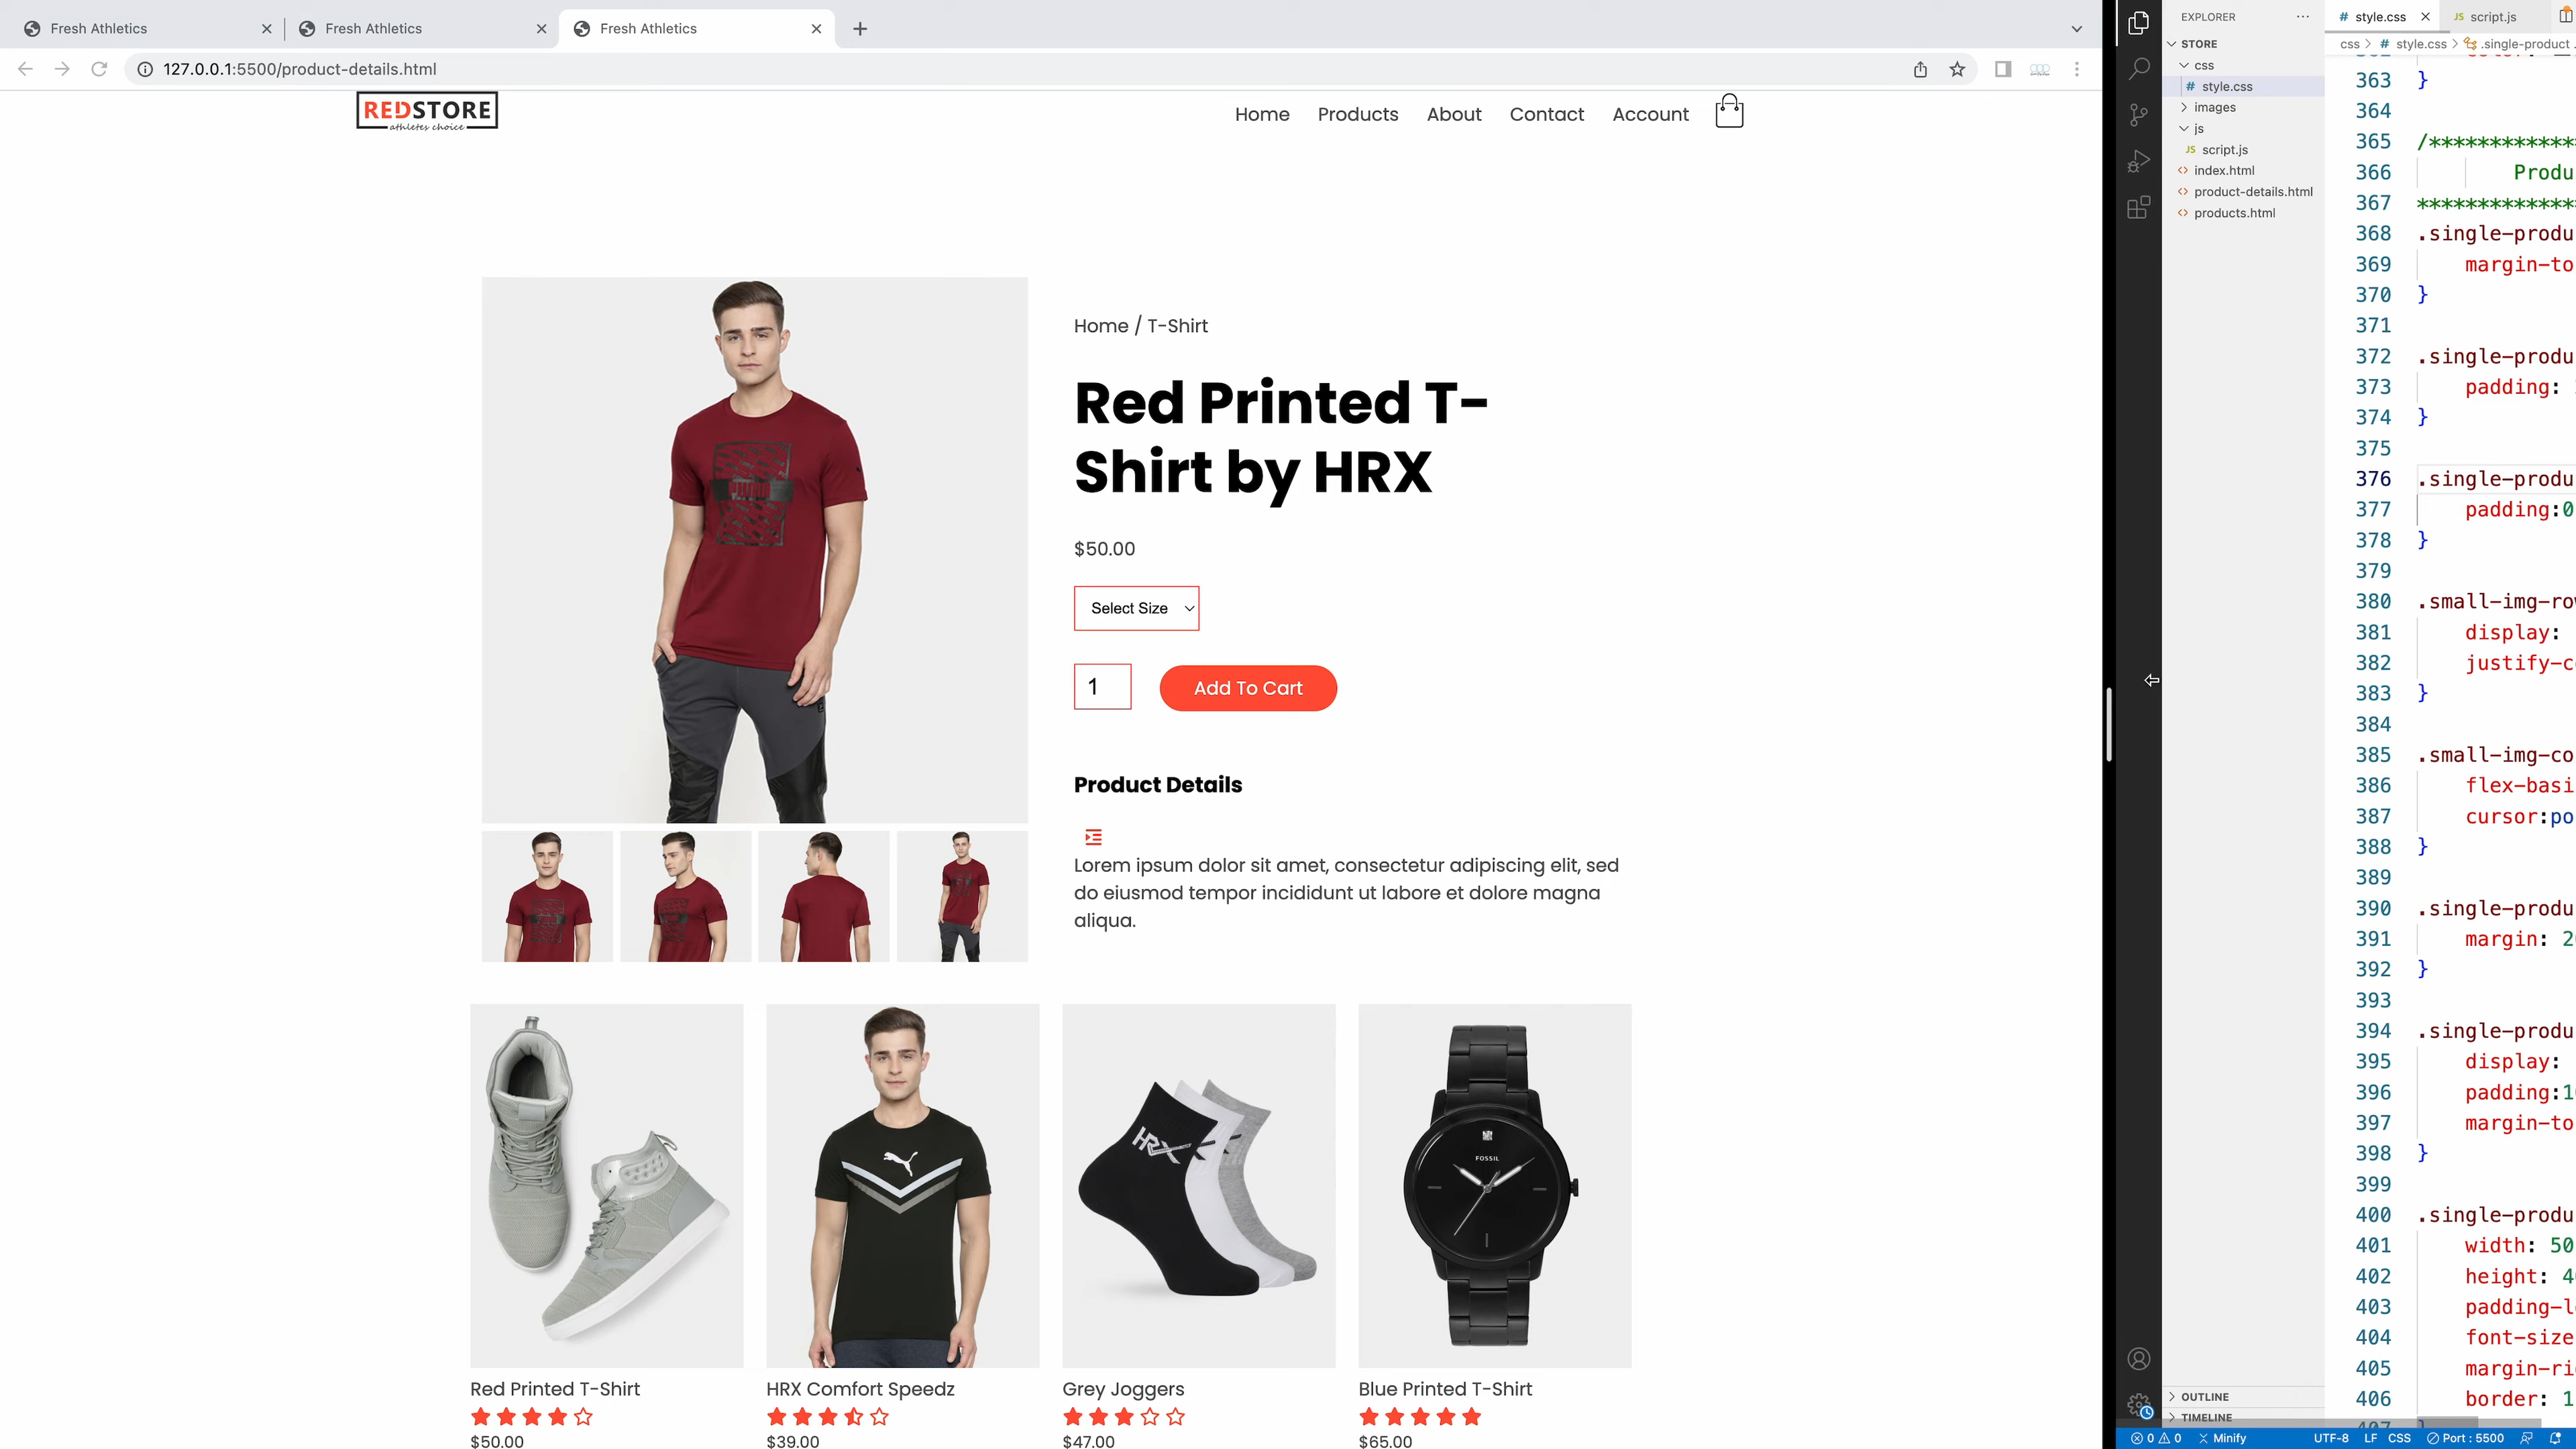 Fresh Athletics
Fresh Athletics
Fresh Athletics
127.0.0.1:5500/product-details.html
REDSTORE
athletes choice
Home
Products
About
Contact
Account
Home / T-Shirt
Red Printed T-
Shirt by HRX
$50.00
Select Size
1
Add To Cart
Product Details
Lorem ipsum dolor sit amet, consectetur adipiscing elit, sed
do eiusmod tempor incididunt ut labore et dolore magna
aliqua.
HRX
FOSSIL
Red Printed T-Shirt
$50.00
HRX Comfort Speedz
$39.00
Grey Joggers
$47.00
Blue Printed T-Shirt
$65.00
EXPLORER
STORE
css
# style.css
images
js
JS script.js
index.html
product-details.html
products.html
OUTLINE
TIMELINE
# style.css
JS script.js
css > # style.css > .single-product
363 }
364
365 /************
366 Produ
367 *************
368 .single-produ
369 margin-to
370 }
371
372 .single-produ
373 padding:
374 }
375
376 .single-produ
377 padding:0
378 }
379
380 .small-img-ro
381 display:
382 justify-c
383 }
384
385 .small-img-co
386 flex-basi
387 cursor:po
388 }
389
390 .single-produ
391 margin: 2
392 }
393
394 .single-produ
395 display:
396 padding:1
397 margin-to
398 }
399
400 .single-produ
401 width: 50
402 height: 4
403 padding-l
404 font-size
405 margin-ri
406 border: 1
0 0 Minify
UTF-8 LF CSS Port : 5500